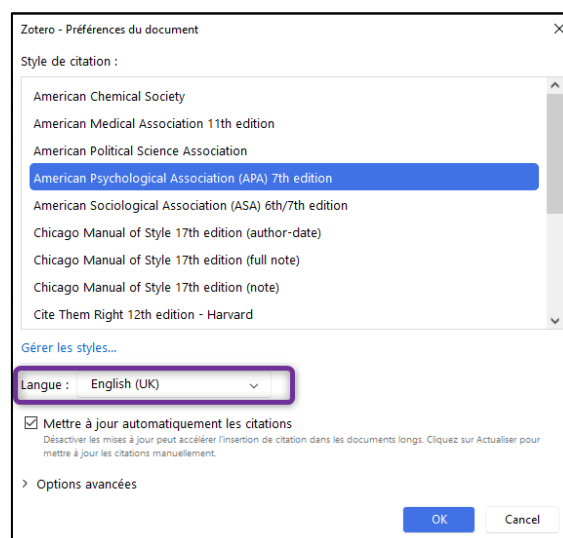 Zotero - Préférences du document
Style de citation :
American Chemical Society
American Medical Association 11th edition
American Political Science Association
American Psychological Association (APA) 7th edition
American Sociological Association (ASA) 6th/7th edition
Chicago Manual of Style 17th edition (author-date)
Chicago Manual of Style 17th edition (full note)
Chicago Manual of Style 17th edition (note)
Cite Them Right 12th edition - Harvard
Gérer les styles...
Langue : English (UK)
Mettre à jour automatiquement les citations
Désactiver les mises à jour peut accélérer l'insertion de citation dans les documents longs. Cliquez sur Actualiser pour
mettre à jour les citations manuellement.
Options avancées
OK Cancel